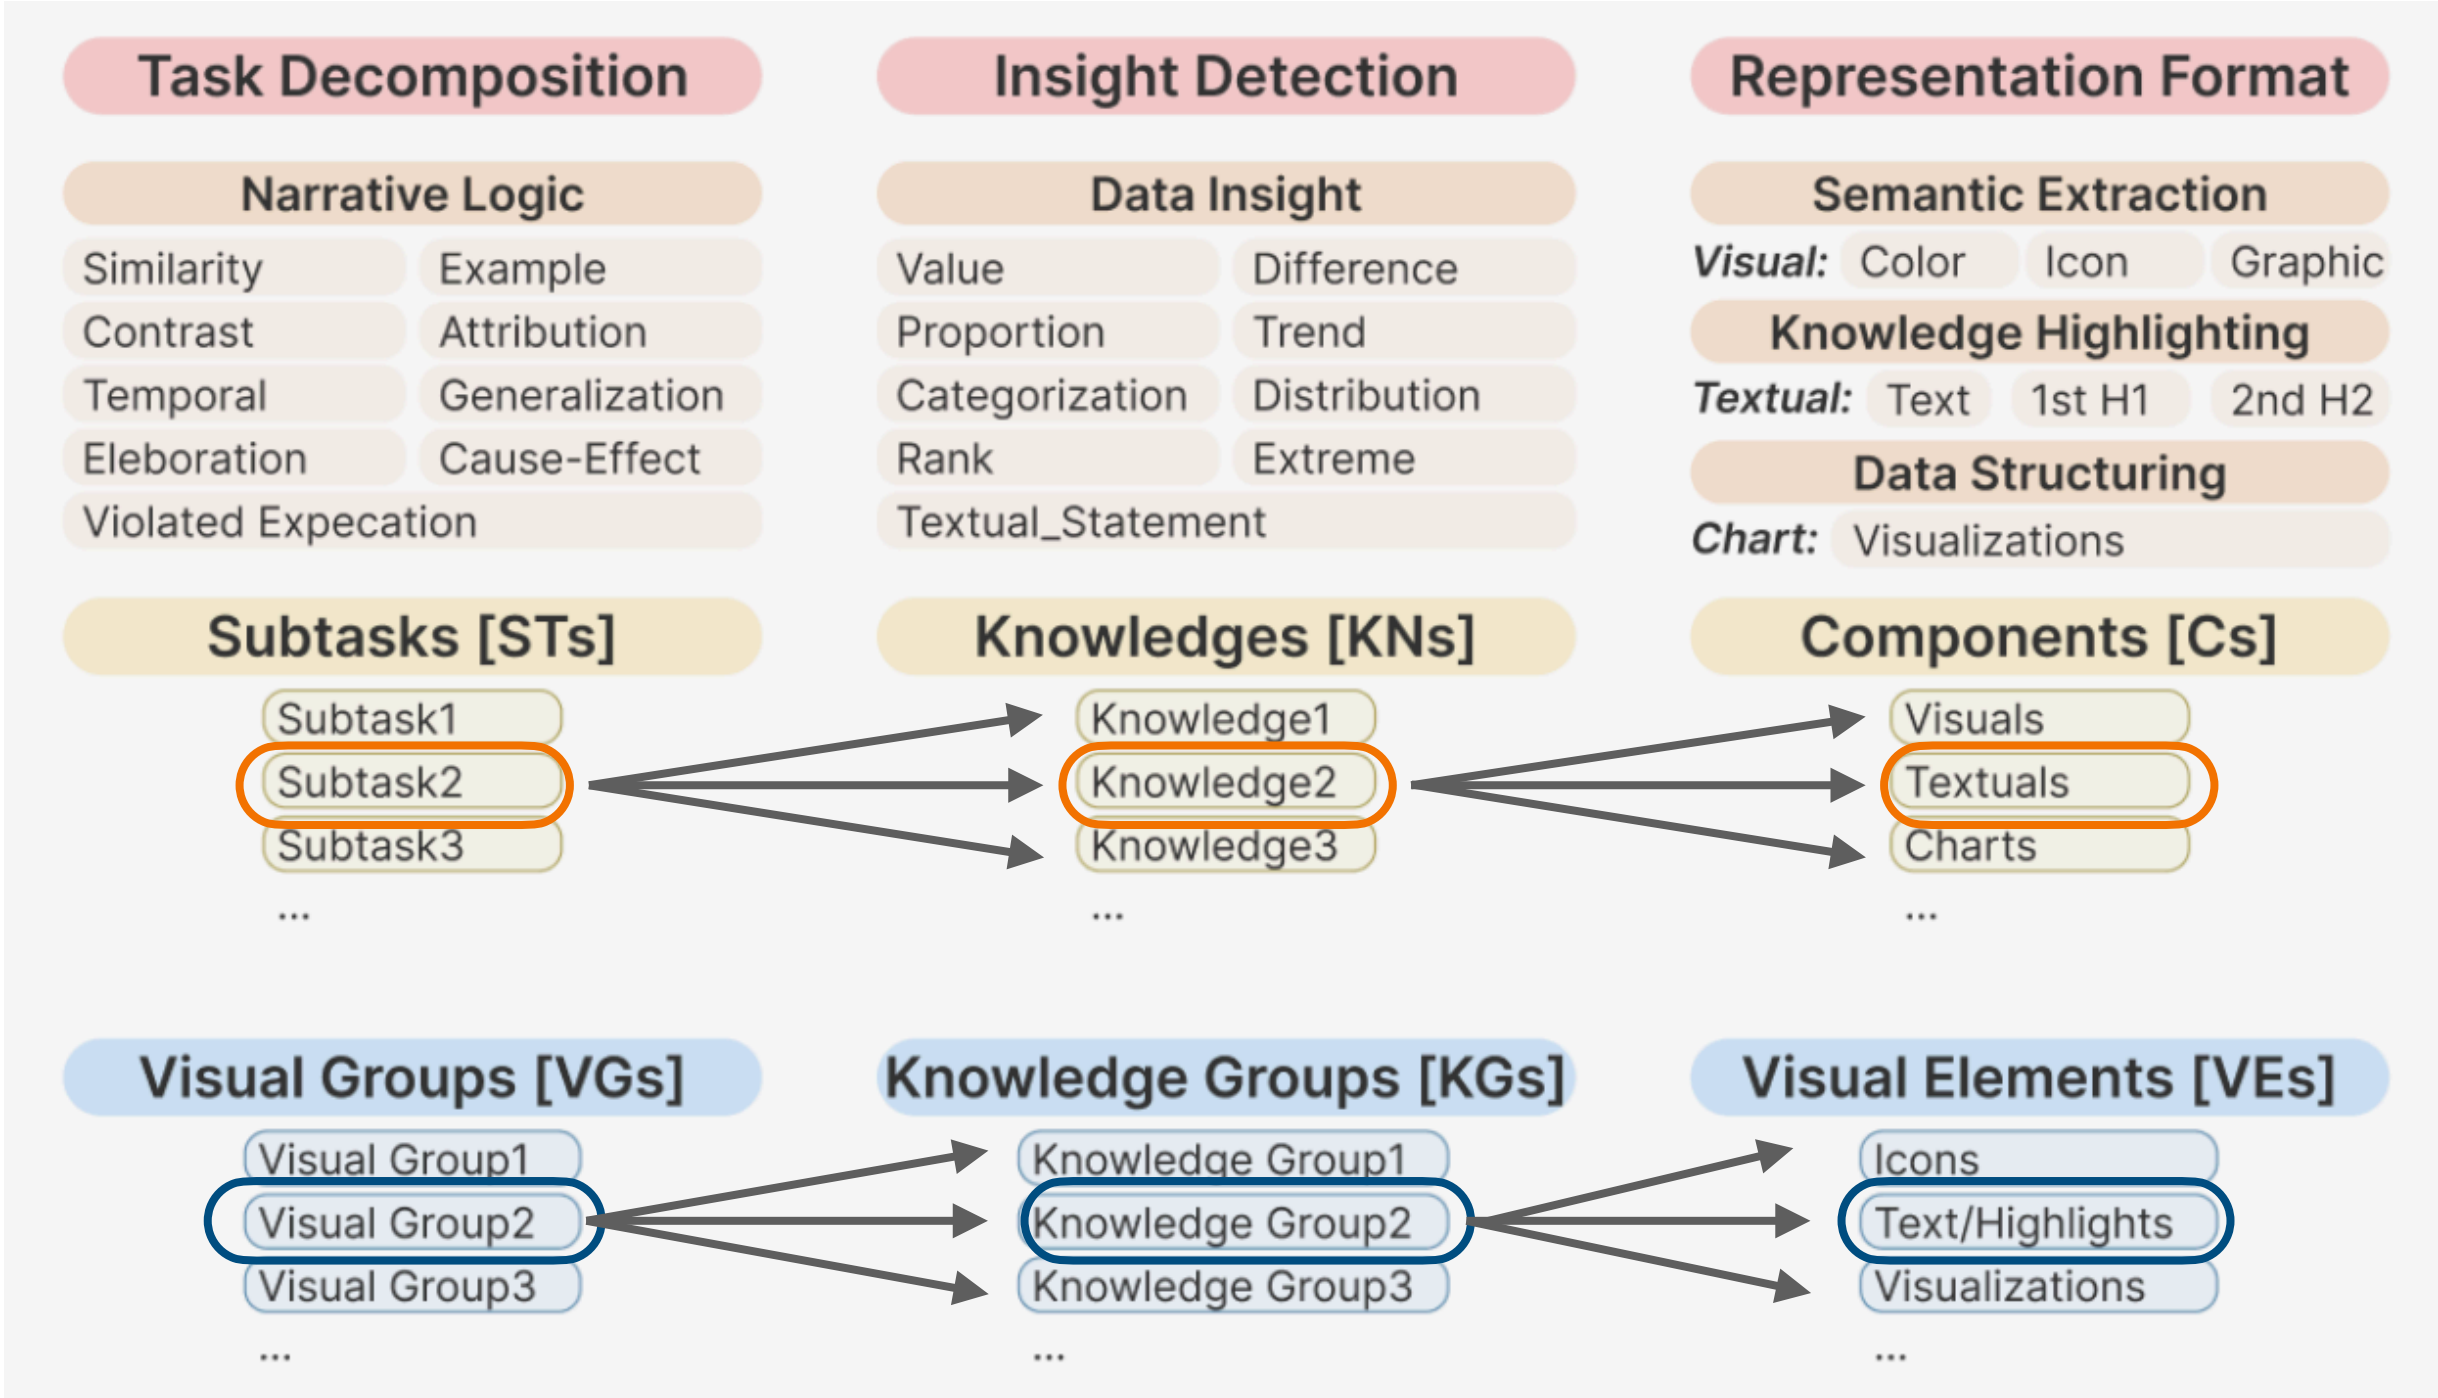 Task Decomposition
Narrative Logic
Similarity Example
Contrast Attribution
Temporal Generalization
Eleboration Cause-Effect
Violated Expecation
Insight Detection
Data Insight
Value Difference
Proportion Trend
Categorization Distribution
Rank Extreme
Textual_Statement
Representation Format
Semantic Extraction
Visual: Color Icon Graphic
Knowledge Highlighting
Textual: Text 1st H1 2nd H2
Data Structuring
Chart: Visualizations
Subtasks [STs]
Subtask1
Subtask2
Subtask3
...
Knowledges [KNs]
Knowledge1
Knowledge2
Knowledge3
...
Components [Cs]
Visuals
Textuals
Charts
...
Visual Groups [VGs]
Visual Group1
Visual Group2
Visual Group3
...
Knowledge Groups [KGs]
Knowledge Group1
Knowledge Group2
Knowledge Group3
...
Visual Elements [VEs]
Icons
Text/Highlights
Visualizations
...